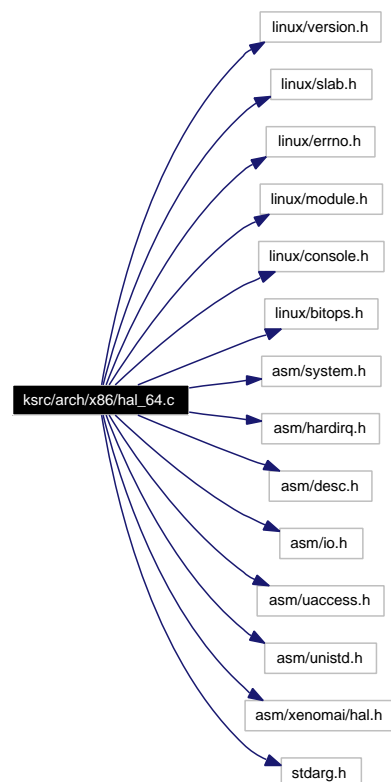 linux/version.h
linux/slab.h
linux/errno.h
linux/module.h
linux/console.h
linux/bitops.h
asm/system.h
ksrc/arch/x86/hal_64.c
asm/hardirq.h
asm/desc.h
asm/io.h
asm/uaccess.h
asm/unistd.h
asm/xenomai/hal.h
stdarg.h